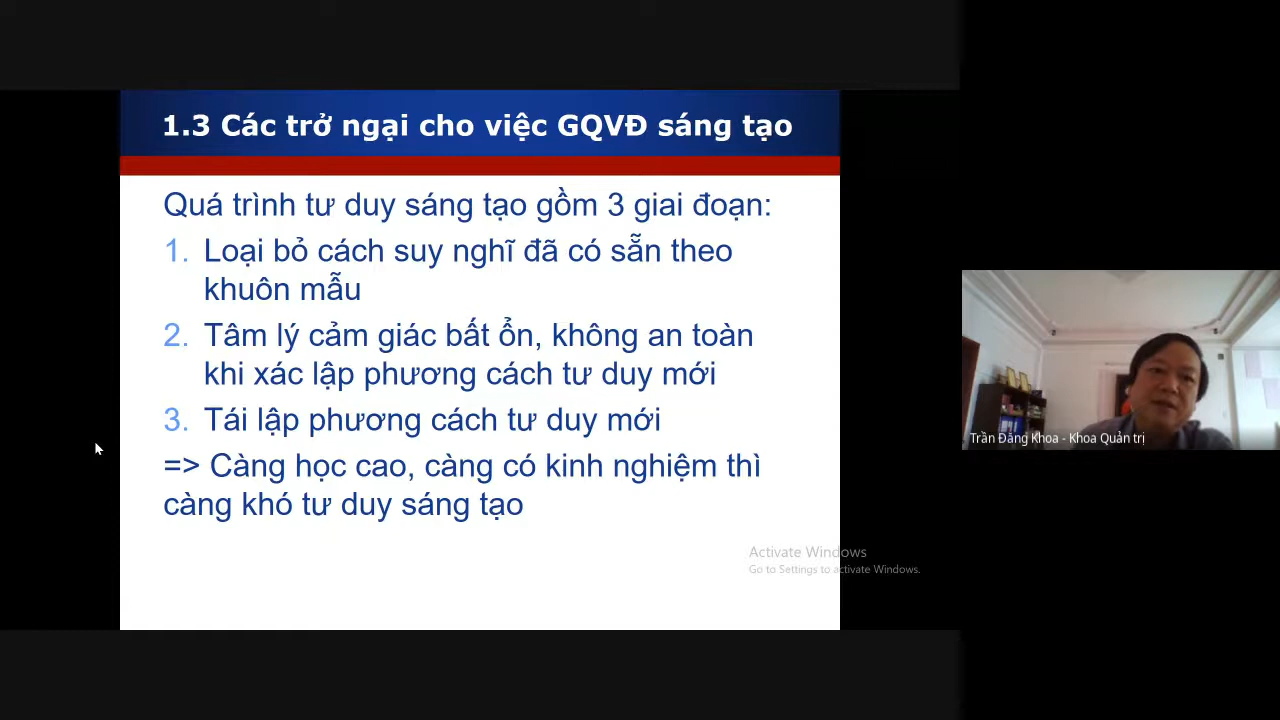 1.3 Các trở ngại cho việc GQVĐ sáng tạo
Quá trình tư duy sáng tạo gồm 3 giai đoạn:
1. Loại bỏ cách suy nghĩ đã có sẵn theo
khuôn mẫu
2. Tâm lý cảm giác bất ổn, không an toàn
khi xác lập phương cách tư duy mới
3. Tái lập phương cách tư duy mới
=> Càng học cao, càng có kinh nghiệm thì
càng khó tư duy sáng tạo
Trần Đăng Khoa - Khoa Quản trị
Activate Windows
Go to Settings to activate Windows.